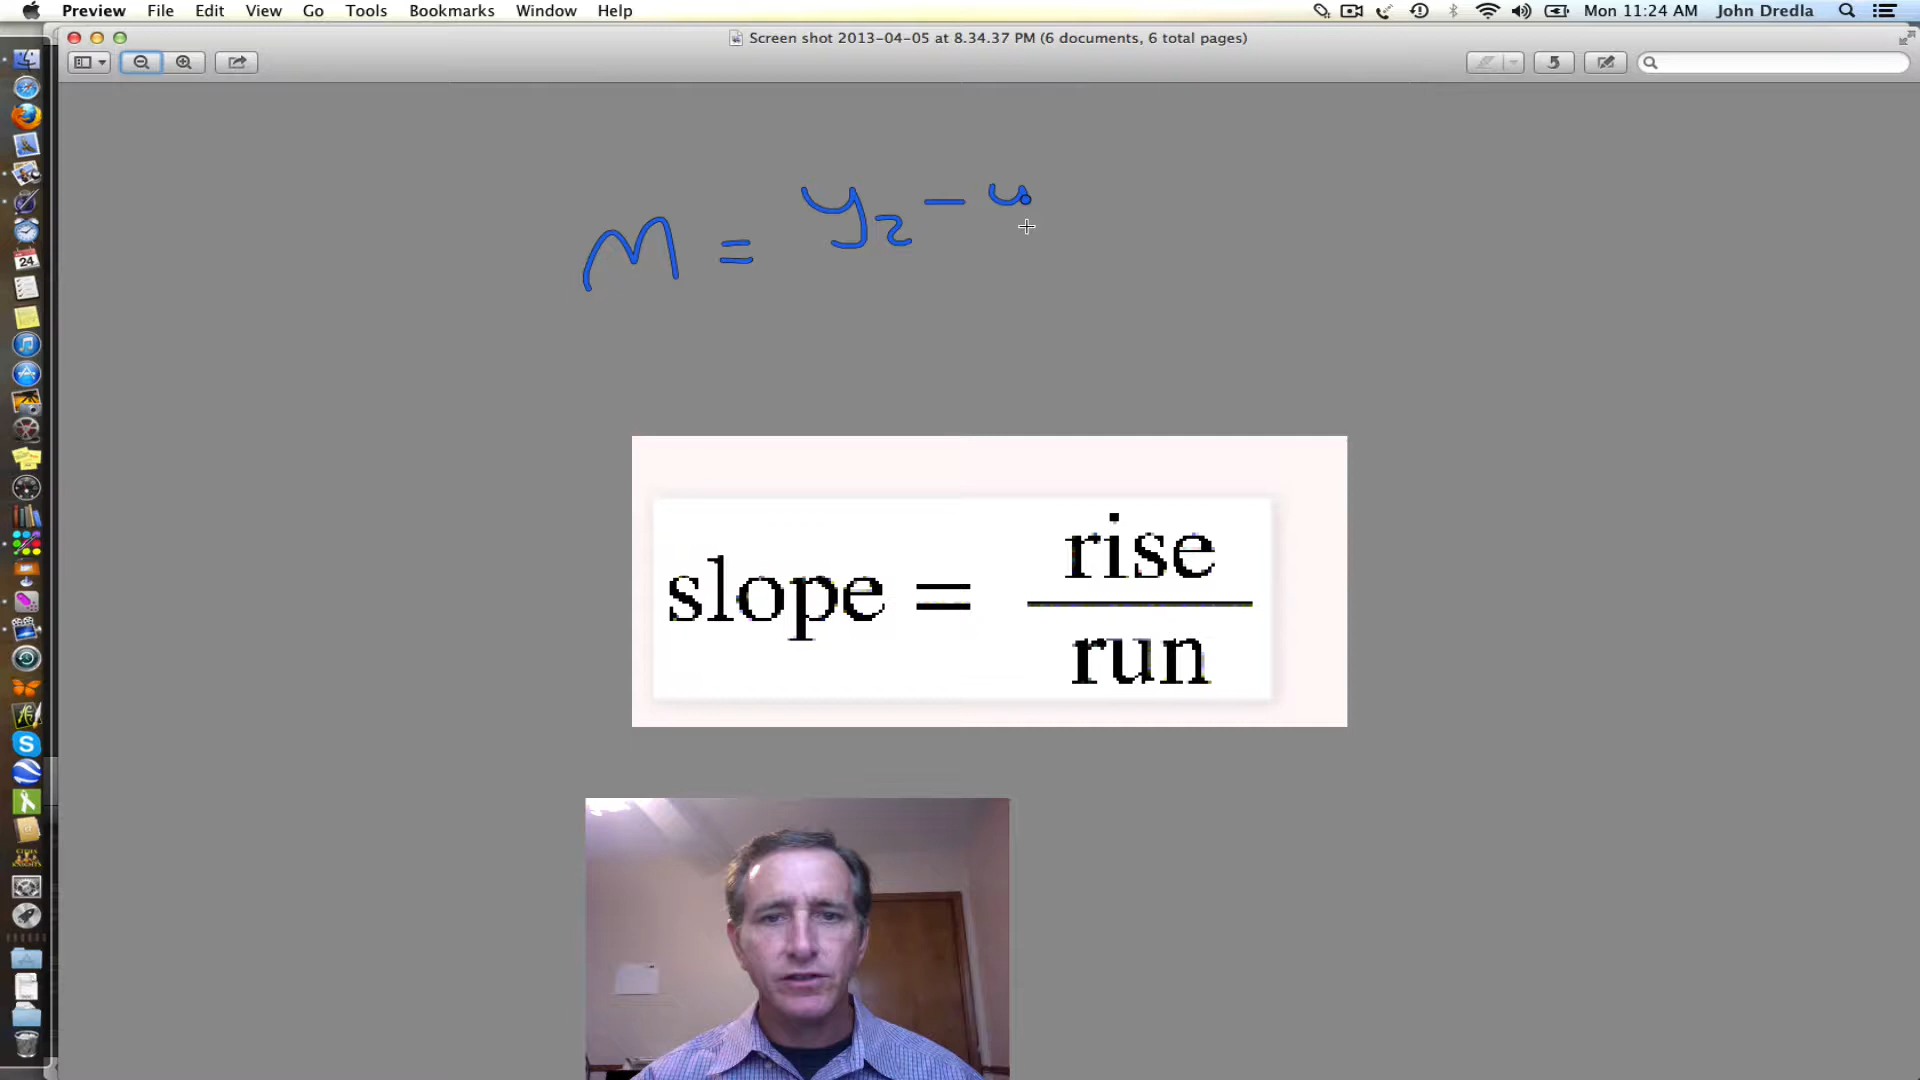 Preview File Edit View Go Tools Bookmarks Window Help Mon 11:24 AM John Dredla
Screen shot 2013-04-05 at 8.34.37 PM (6 documents, 6 total pages)
m = y2 -
slope = rise
run
24